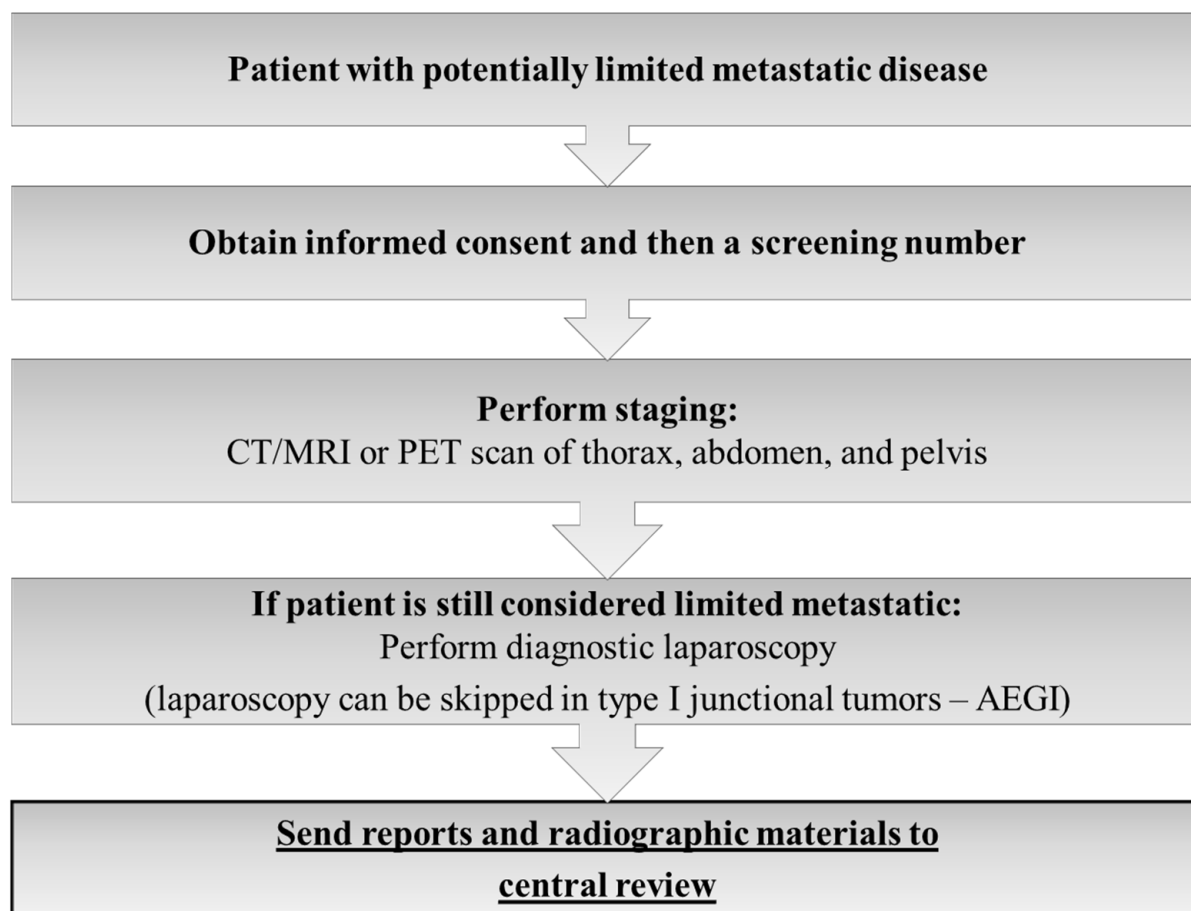 Patient with potentially limited metastatic disease
Obtain informed consent and then a screening number
Perform staging:
CT/MRI or PET scan of thorax, abdomen, and pelvis
If patient is still considered limited metastatic:
Perform diagnostic laparoscopy
(laparoscopy can be skipped in type I junctional tumors – AEGI)
Send reports and radiographic materials to
central review